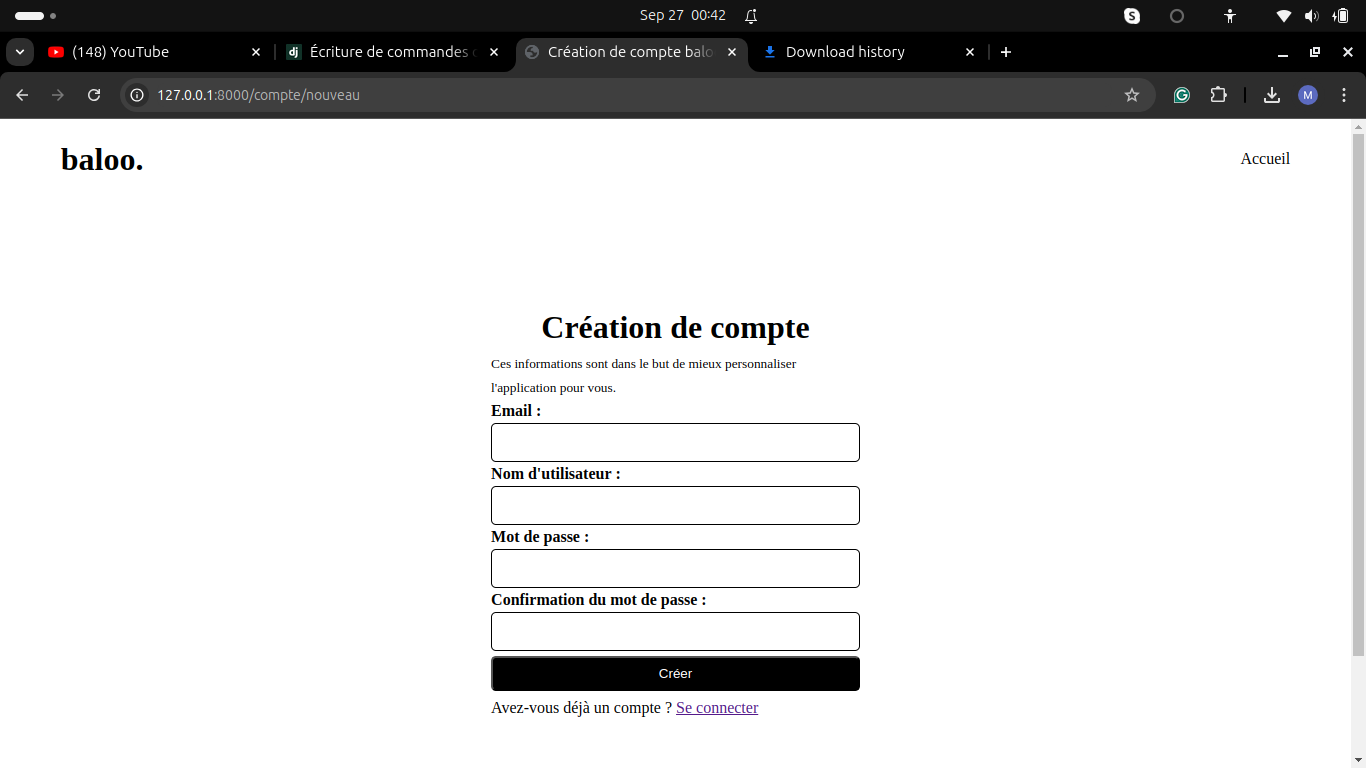 Sep 27 00:42
S
(148) YouTube
dj
Écriture de commandes
Création de compte balo
Download history
127.0.0.1:8000/compte/nouveau
M
baloo.
Accueil
Création de compte
Ces informations sont dans le but de mieux personnaliser
l'application pour vous.
Email :
Nom d'utilisateur :
Mot de passe :
Confirmation du mot de passe :
Créer
Avez-vous déjà un compte ? Se connecter